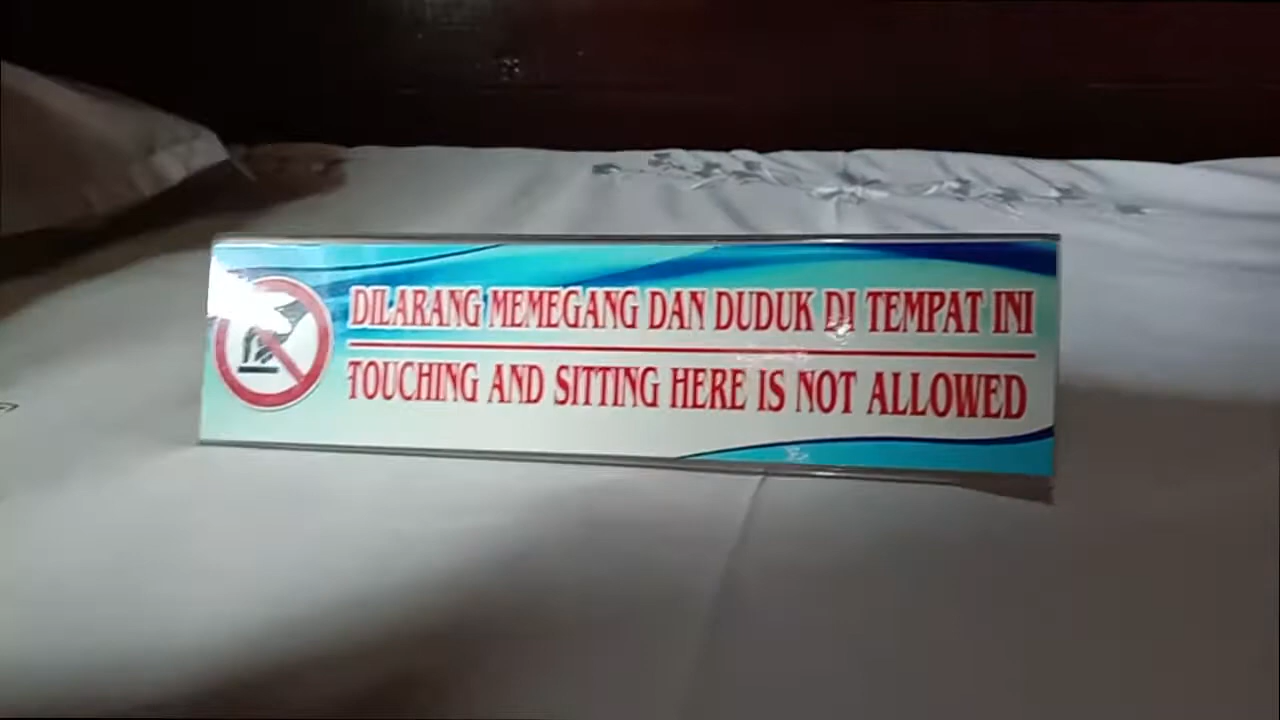 DILARANG MEMEGANG DAN DUDUK DI TEMPAT INI
TOUCHING AND SITTING HERE IS NOT ALLOWED